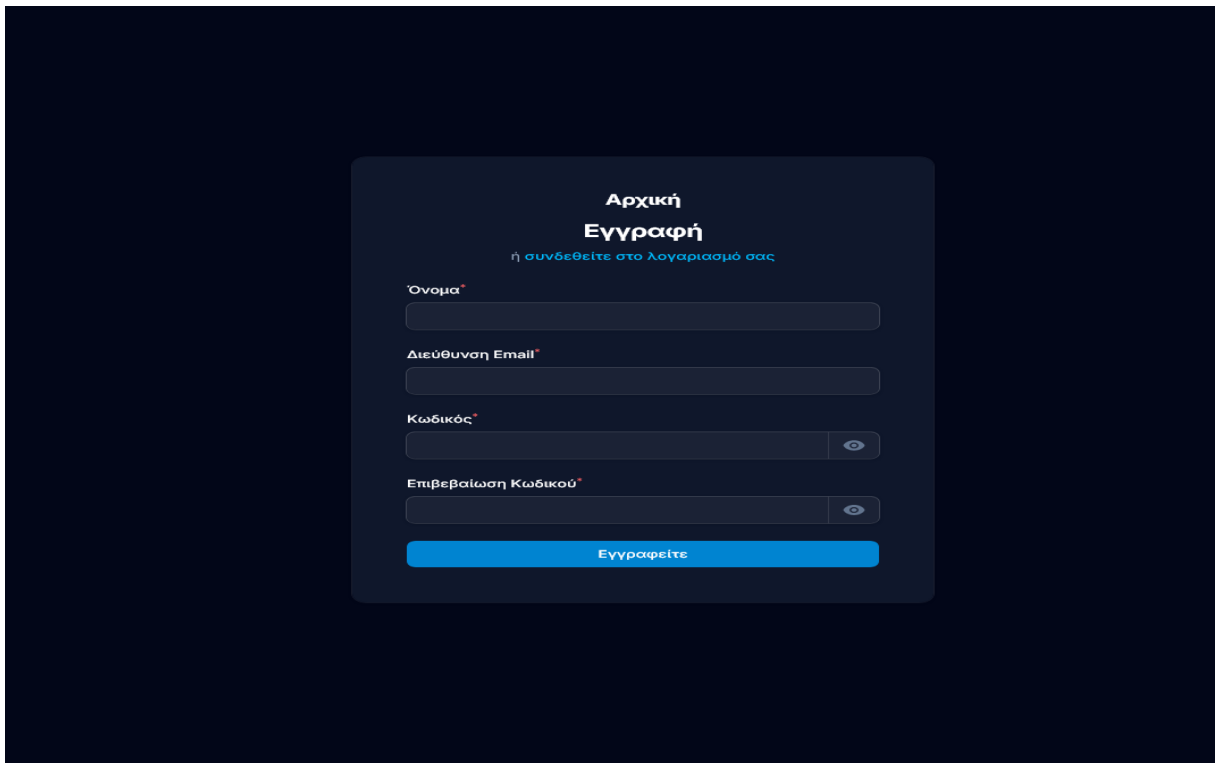 Αρχική
Εγγραφή
ή συνδεθείτε στο λογαριασμό σας
Όνομα*
Διεύθυνση Email*
Κωδικός*
Επιβεβαίωση Κωδικού*
Εγγραφείτε